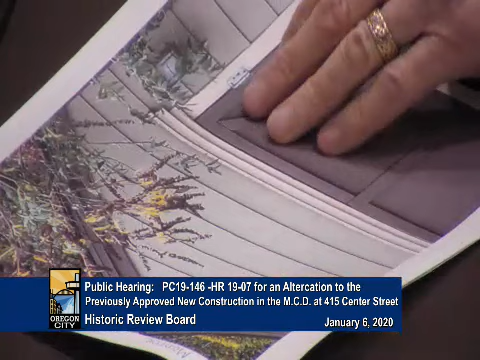 Public Hearing: PC19-146 -HR 19-07 for an Altercation to the
Previously Approved New Construction in the M.C.D. at 415 Center Street
Historic Review Board
January 6, 2020
OREGON
CITY